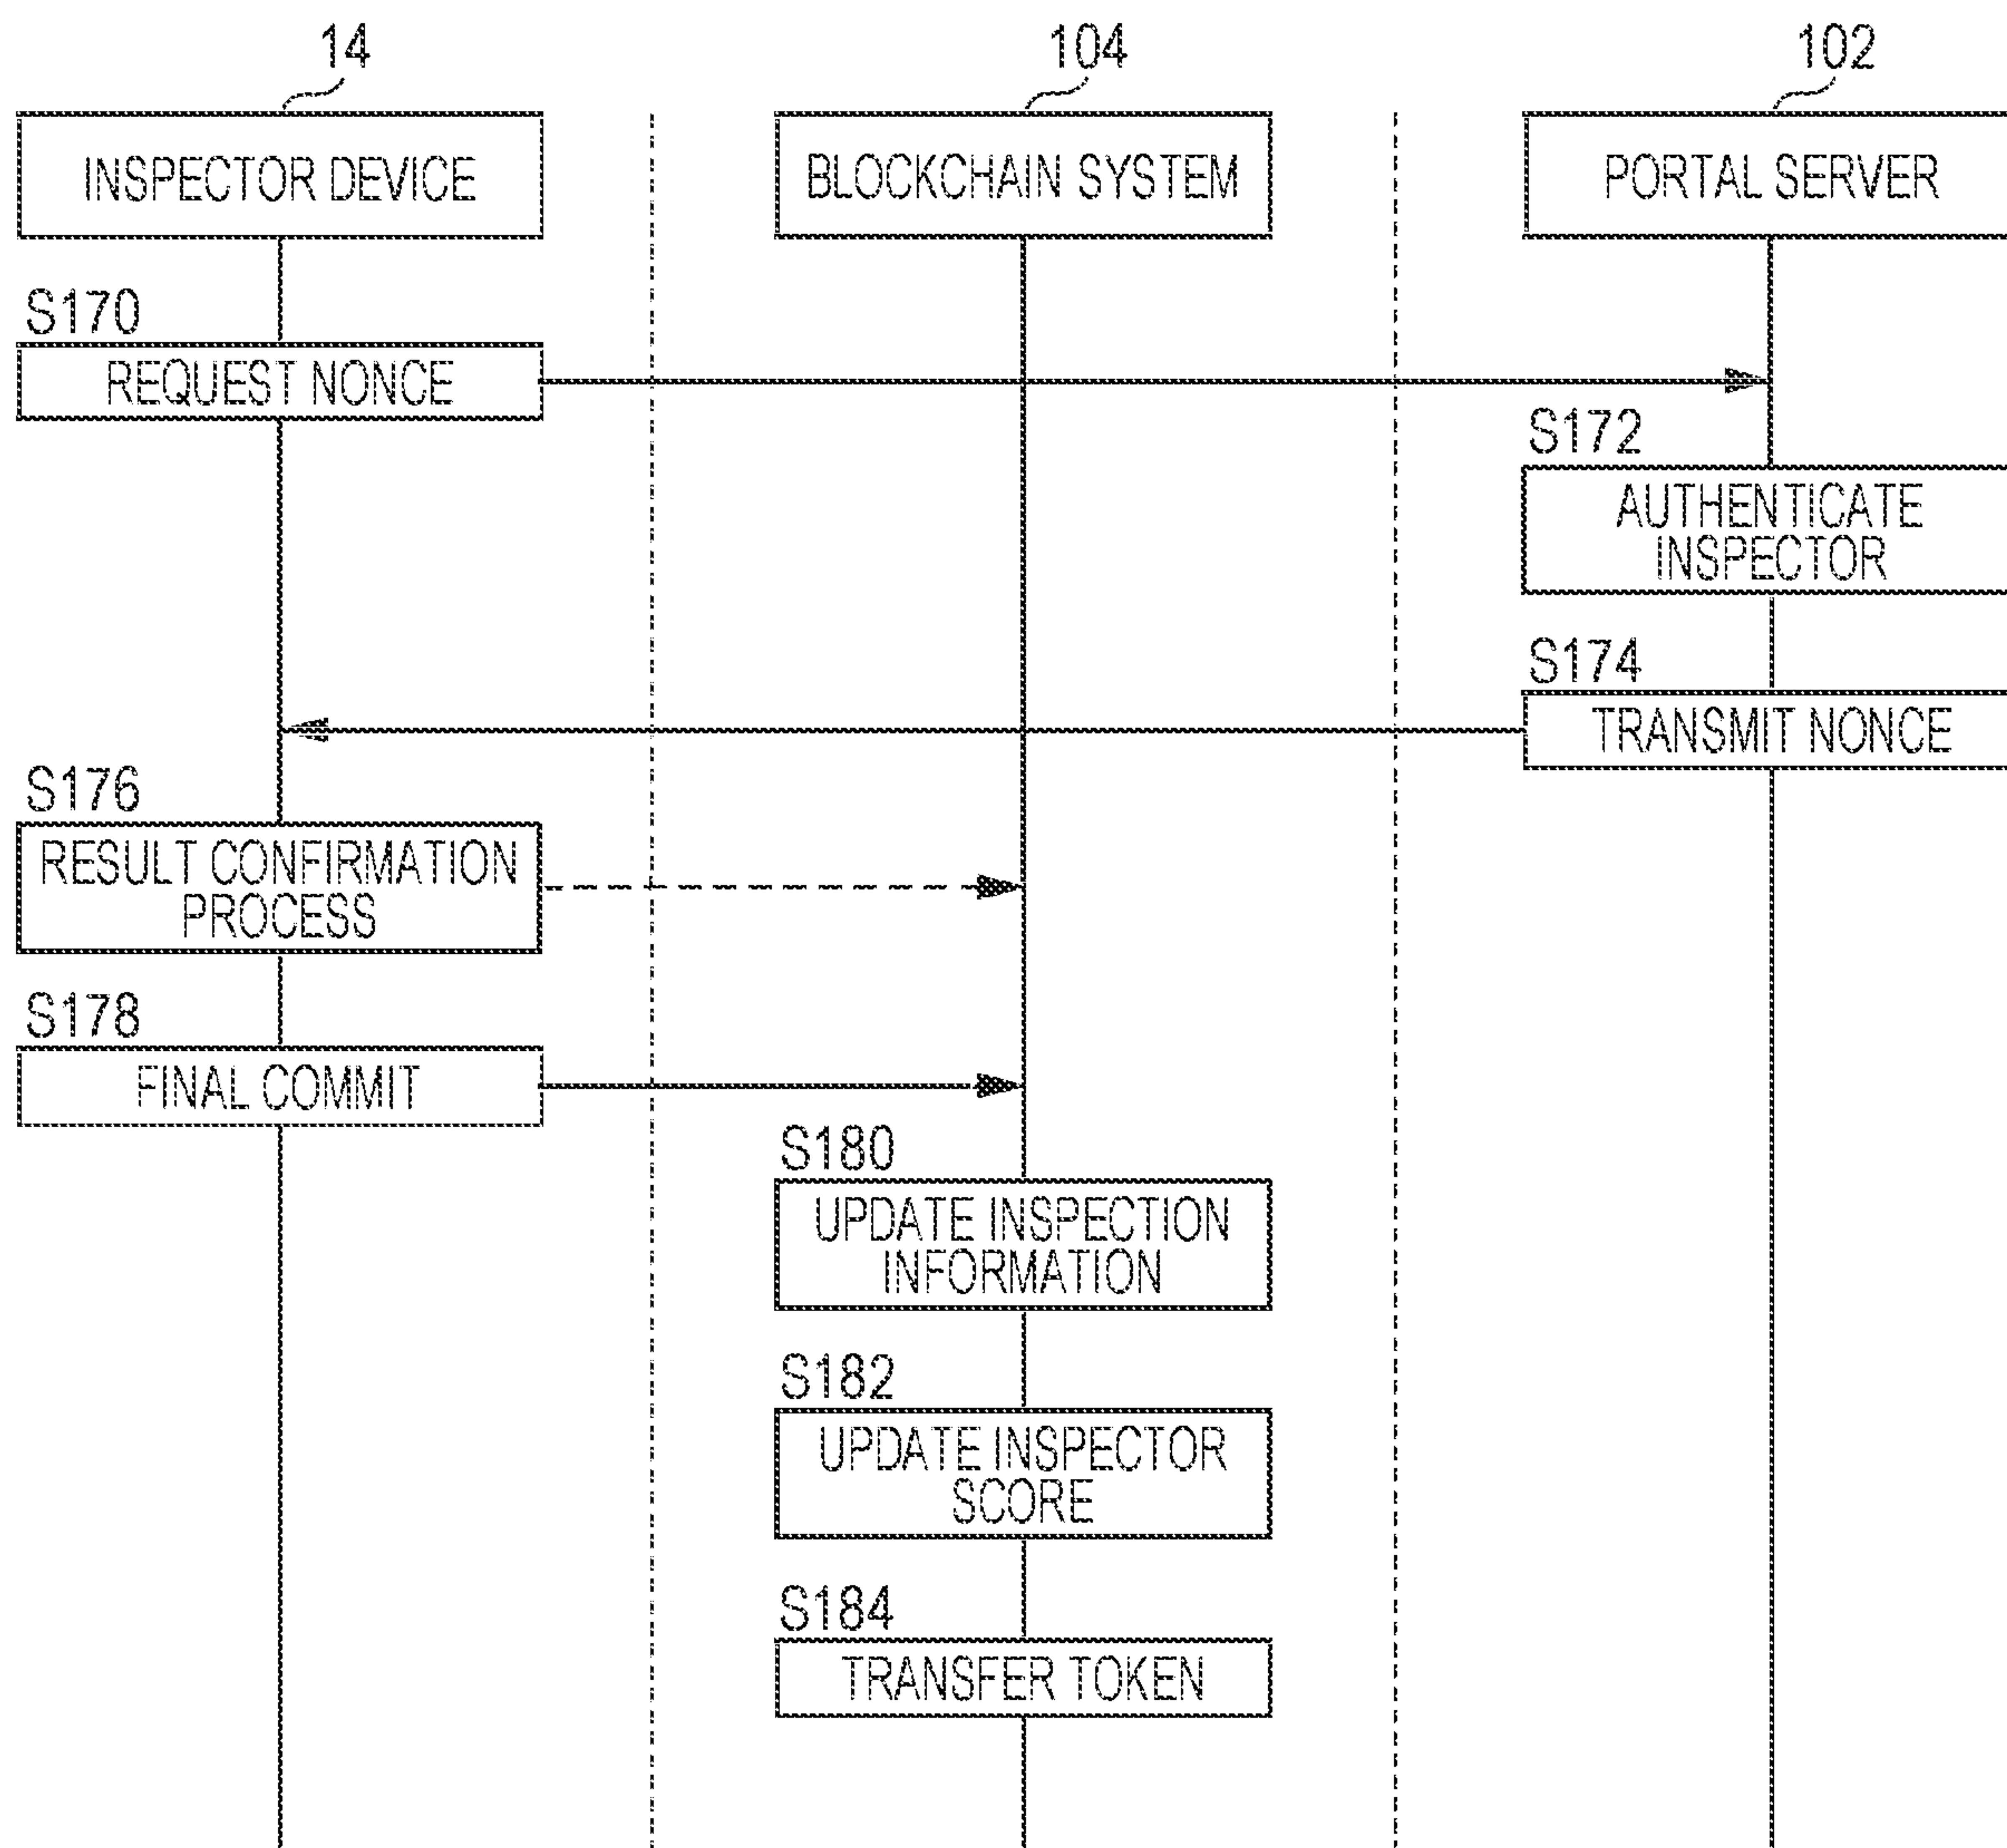 14
104
102
INSPECTOR DEVICE
BLOCKCHAIN SYSTEM
PORTAL SERVER
S170
REQUEST NONCE
S172
AUTHENTICATE
INSPECTOR
S174
TRANSMIT NONCE
S176
RESULT CONFIRMATION
PROCESS
S178
FINAL COMMIT
S180
UPDATE INSPECTION
INFORMATION
S182
UPDATE INSPECTOR
SCORE
S184
TRANSFER TOKEN